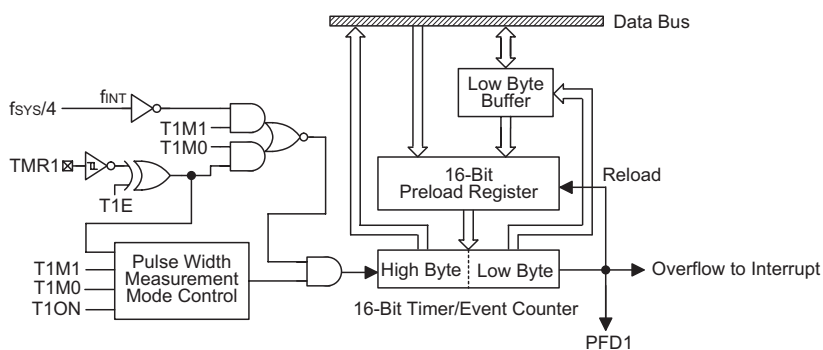 Data Bus
fSYS/4
fINT
T1M1
T1M0
TMR1
T1E
Low Byte
Buffer
16-Bit
Preload Register
Reload
T1M1
T1M0
T1ON
Pulse Width
Measurement
Mode Control
High Byte
Low Byte
16-Bit Timer/Event Counter
Overflow to Interrupt
PFD1